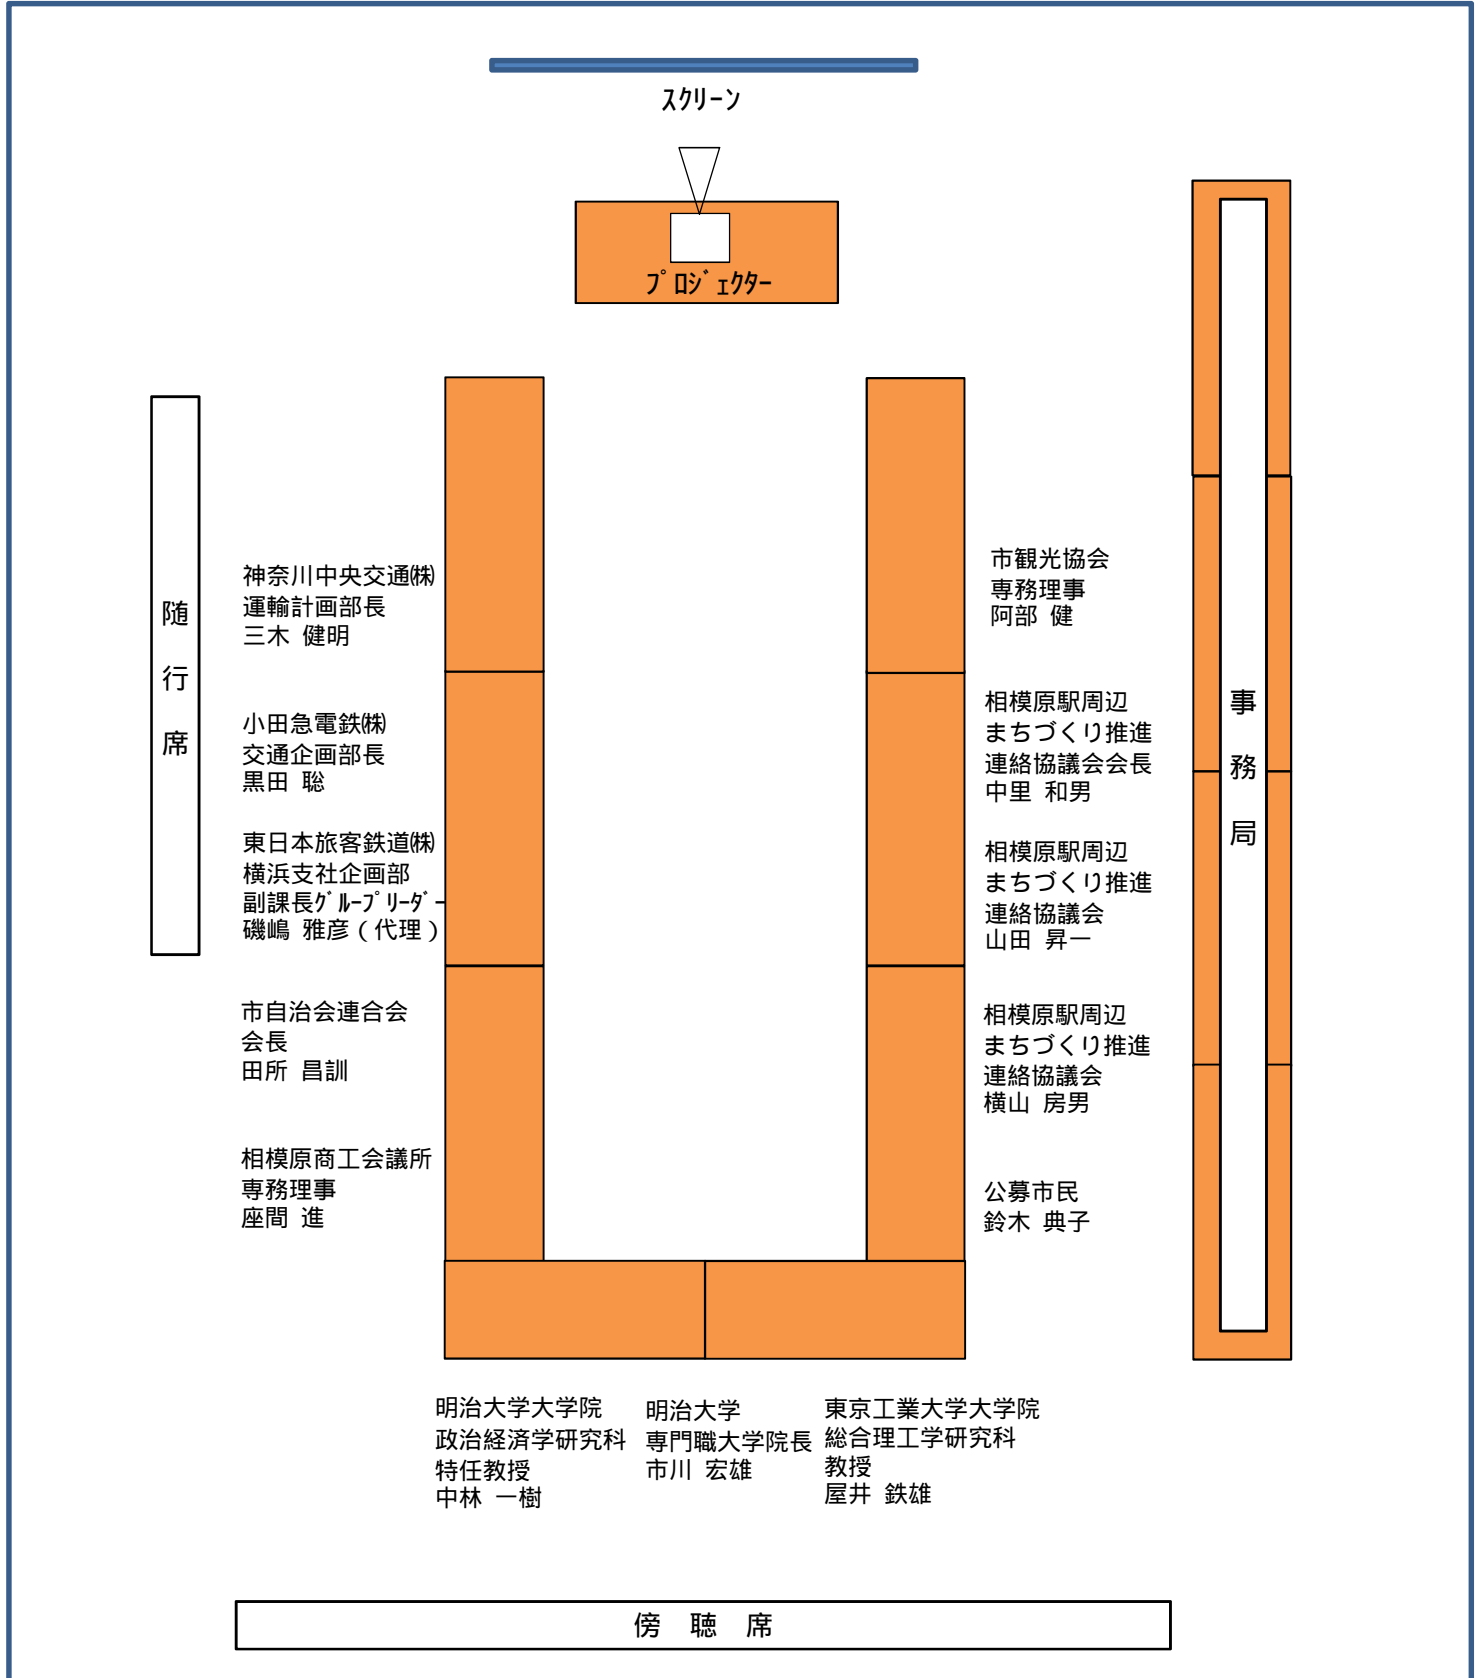 ｽｸﾘｰﾝ
ﾌﾟﾛｼﾞｪｸﾀｰ
随行席
神奈川中央交通㈱
運輸計画部長
三木 健明
小田急電鉄㈱
交通企画部長
黒田 聡
東日本旅客鉄道㈱
横浜支社企画部
副課長ｸﾞﾙｰﾌﾟﾘｰﾀﾞｰ
磯嶋 雅彦（代理）
市自治会連合会
会長
田所 昌訓
相模原商工会議所
専務理事
座間 進
市観光協会
専務理事
阿部 健
相模原駅周辺
まちづくり推進
連絡協議会会長
中里 和男
相模原駅周辺
まちづくり推進
連絡協議会
山田 昇一
相模原駅周辺
まちづくり推進
連絡協議会
横山 房男
公募市民
鈴木 典子
事務局
明治大学大学院
政治経済学研究科
特任教授
中林 一樹
明治大学
専門職大学院長
市川 宏雄
東京工業大学大学院
総合理工学研究科
教授
屋井 鉄雄
傍 聴 席